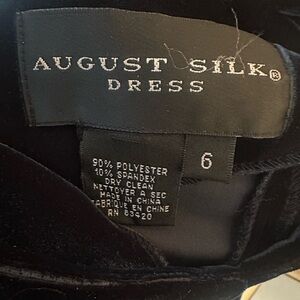 AUGUST SILK®
DRESS
6
90% POLYESTER
10% SPANDEX
DRY CLEAN
NETTOYER A SEC
MADE IN CHINA
FABRIQUE EN CHINE
RN 83420